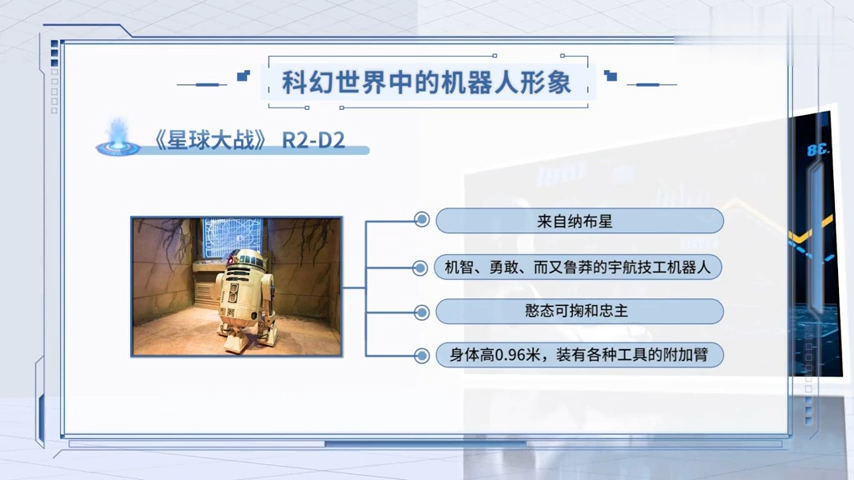 科幻世界中的机器人形象
《星球大战》 R2-D2
来自纳布星
机智、勇敢、而又鲁莽的宇航技工机器人
憨态可掬和忠主
身体高0.96米，装有各种工具的附加臂